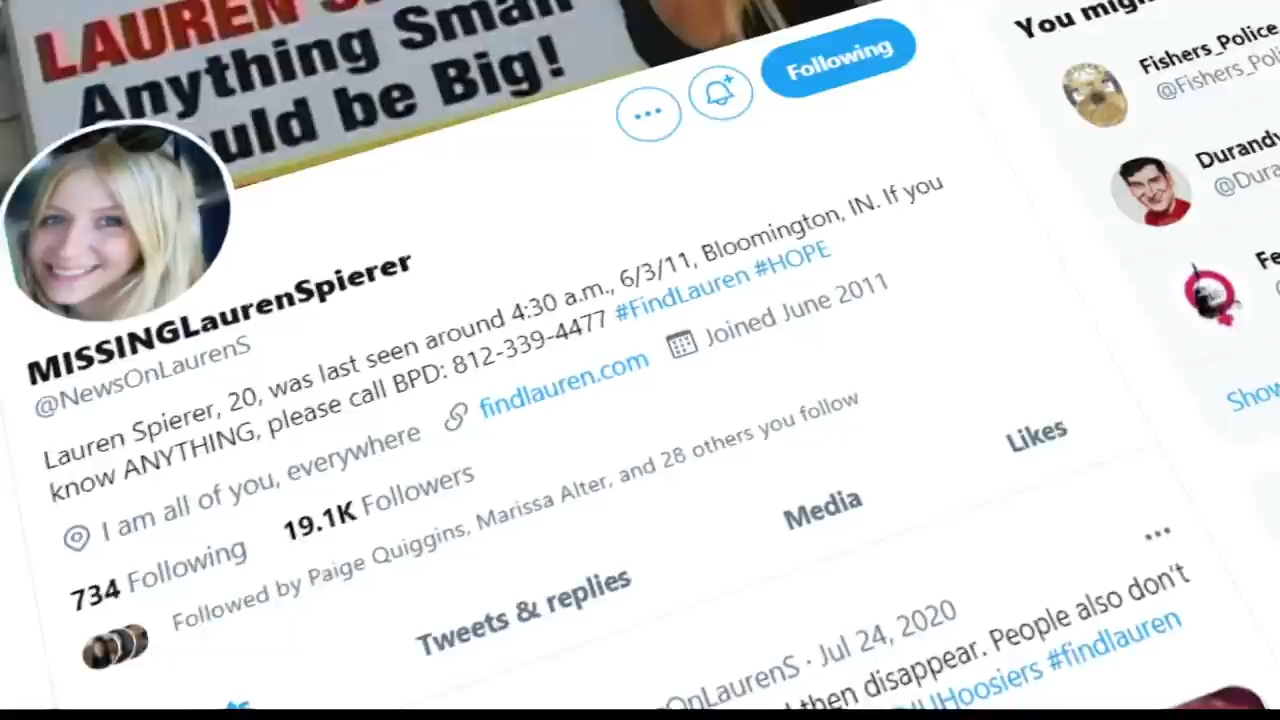 LAUREN
Anything Small
uld be Big!
Following
MISSINGLaurenSpierer
@NewsOnLaurenS
Lauren Spierer, 20, was last seen around 4:30 a.m., 6/3/11, Bloomington, IN. If you
know ANYTHING, please call BPD: 812-339-4477 #FindLauren #HOPE
I am all of you, everywhere findlauren.com Joined June 2011
734 Following 19.1K Followers
Followed by Paige Quiggins, Marissa Alter, and 28 others you follow
Tweets & replies Media Likes
OnLaurenS · Jul 24, 2020
then disappear. People also don't
#findlauren
You
Fishers_Police
@Fishers_Poli
Durandv
@Dura
Fe
Show